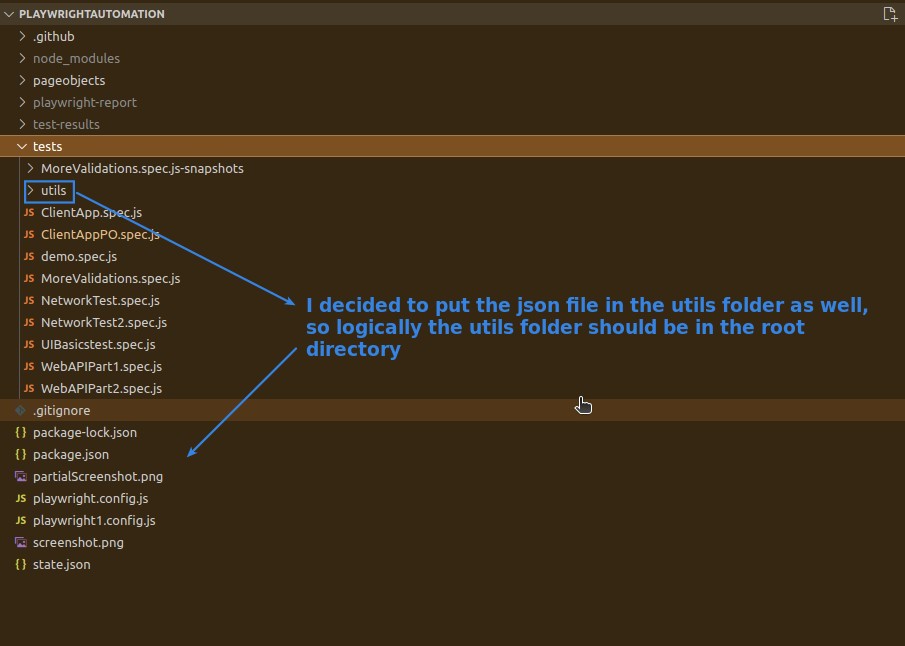 PLAYWRIGHTAUTOMATION
.github
node_modules
pageobjects
playwright-report
test-results
tests
MoreValidations.spec.js-snapshots
utils
JS ClientApp.spec.js
JS ClientAppPO.spec.js
JS demo.spec.js
JS MoreValidations.spec.js
JS NetworkTest.spec.js
JS NetworkTest2.spec.js
JS UIBasicstest.spec.js
JS WebAPIPart1.spec.js
JS WebAPIPart2.spec.js
.gitignore
{} package-lock.json
{} package.json
partialScreenshot.png
JS playwright.config.js
JS playwright1.config.js
screenshot.png
{} state.json
I decided to put the json file in the utils folder as well,
so logically the utils folder should be in the root
directory